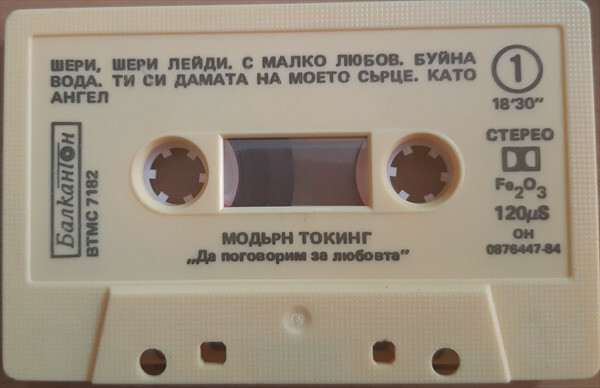 ШЕРИ, ШЕРИ ЛЕЙДИ. С МАЛКО ЛЮБОВ. БУЙНА
ВОДА. ТИ СИ ДАМАТА НА МОЕТО СЪРЦЕ. КАТО
АНГЕЛ
1
18'30"
Балкантон
ВТМС 7182
СТЕРЕО
Fe2O3
120µS
ОН
0876447-84
МОДЪРН ТОКИНГ
„Да поговорим за любовта"